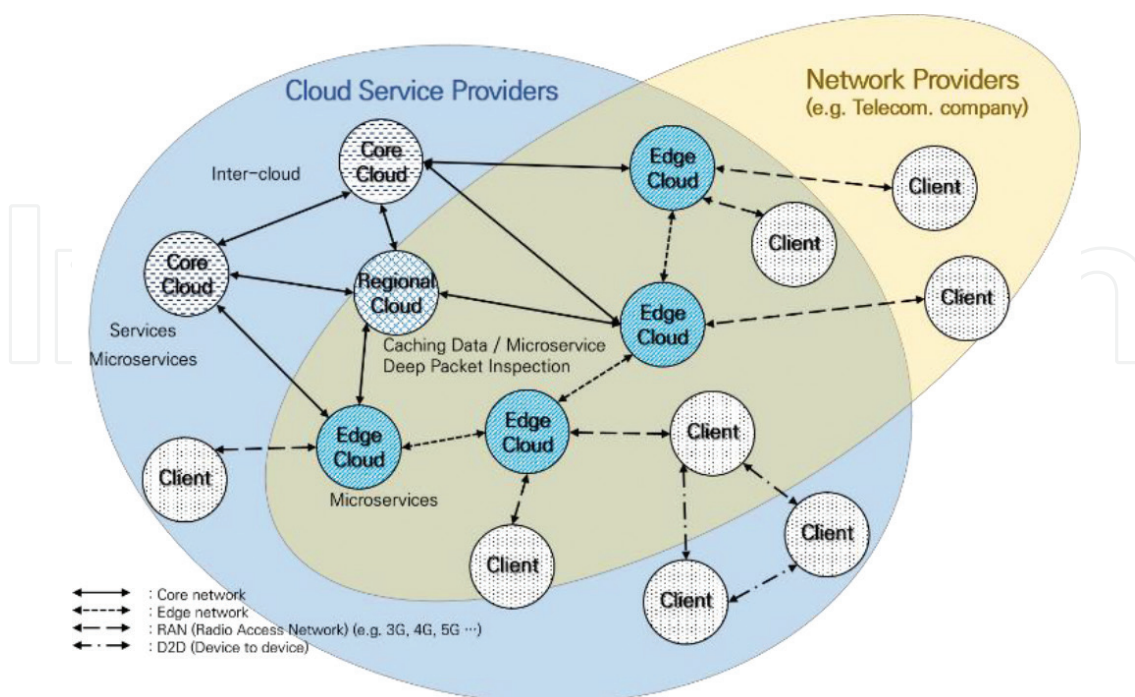 Cloud Service Providers
Network Providers
(e.g. Telecom. company)
Core
Cloud
Edge
Cloud
Inter-cloud
Client
Client
Core
Cloud
Regional
Cloud
Edge
Cloud
Client
Services
Microservices
Caching Data / Microservice
Deep Packet Inspection
Edge
Cloud
Edge
Cloud
Client
Client
Microservices
Client
Client
Client
: Core network
: Edge network
: RAN (Radio Access Network) (e.g. 3G, 4G, 5G ···)
: D2D (Device to device)